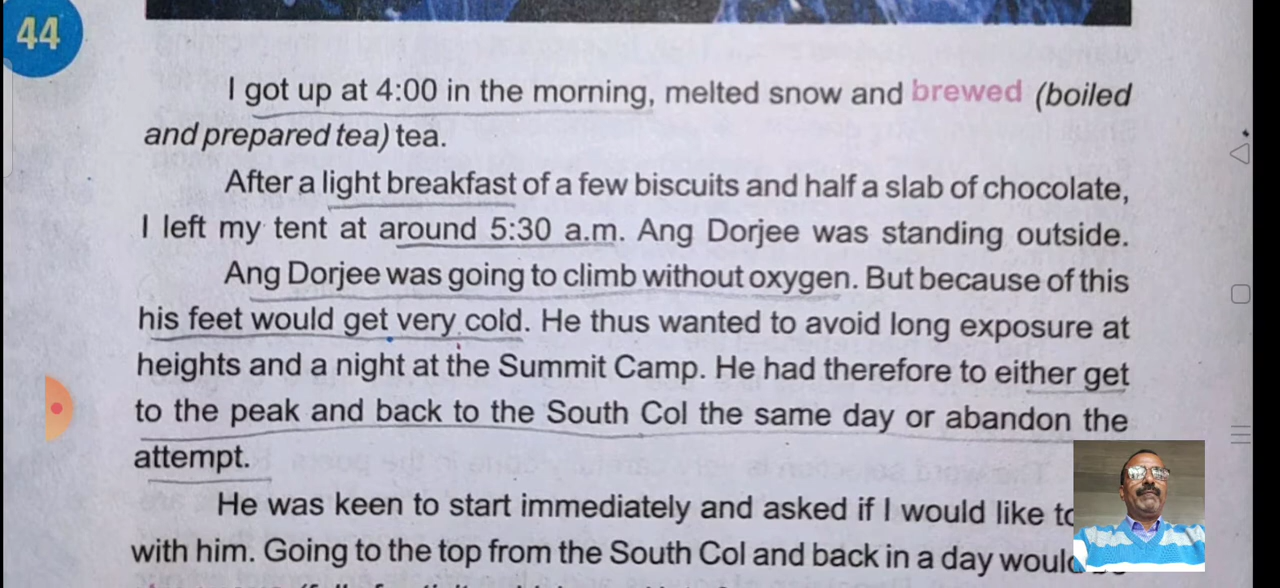 44
I got up at 4:00 in the morning, melted snow and brewed (boiled
and prepared tea) tea.
After a light breakfast of a few biscuits and half a slab of chocolate,
I left my tent at around 5:30 a.m. Ang Dorjee was standing outside.
Ang Dorjee was going to climb without oxygen. But because of this
his feet would get very cold. He thus wanted to avoid long exposure at
heights and a night at the Summit Camp. He had therefore to either get
to the peak and back to the South Col the same day or abandon the
attempt.
He was keen to start immediately and asked if I would like
with him. Going to the top from the South Col and back in a day